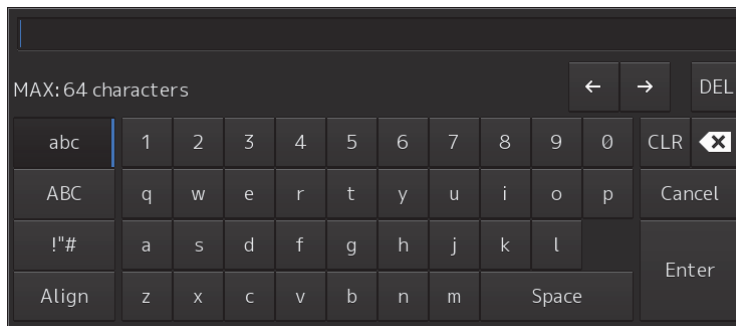 MAX: 64 characters ← → DEL
abc 1 2 3 4 5 6 7 8 9 0 CLR
ABC q w e r t y u i o p Cancel
!"# a s d f g h j k l
Enter
Align z x c v b n m Space